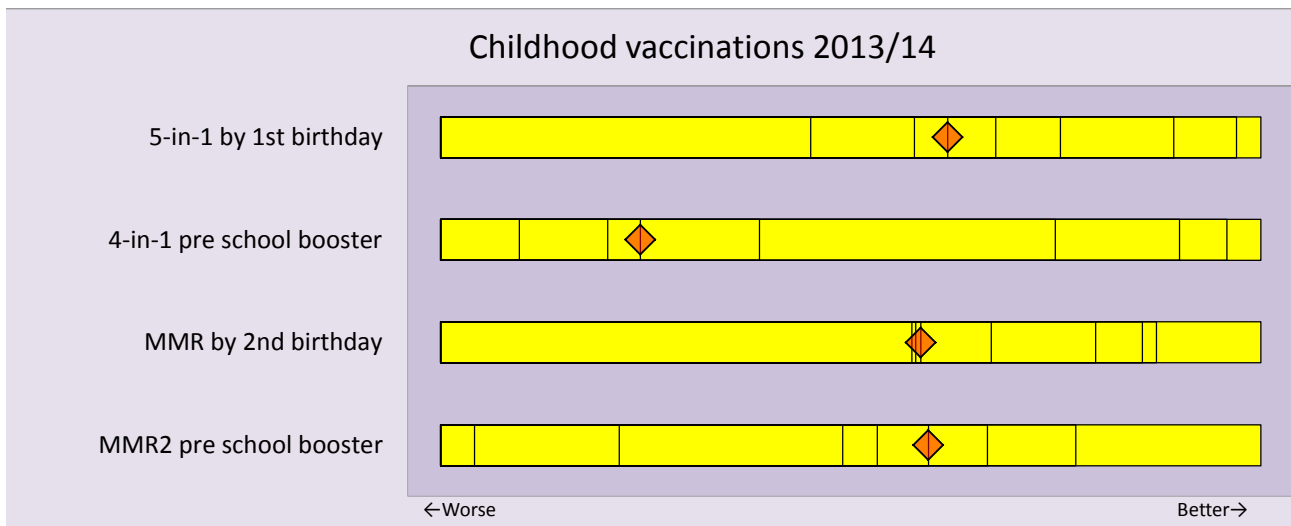 Childhood vaccinations 2013/14
5-in-1 by 1st birthday
4-in-1 pre school booster
MMR by 2nd birthday
MMR2 pre school booster
←Worse Better→